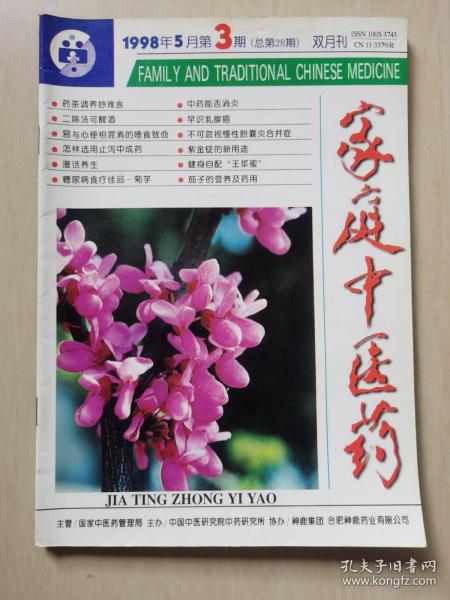 1998年5月第3期(总第28期) 双月刊
ISSN 1005-3743
CN 11-3379/R
FAMILY AND TRADITIONAL CHINESE MEDICINE
药茶调养妙难言
二陈汤可醒酒
易与心梗相混淆的噎食致命
怎样选用止泻中成药
漫话养生
糖尿病食疗佳品－菊芋
中药能否消炎
早识乳腺癌
不可忽视慢性胆囊炎合并症
紫金锭的新用途
健身自配“王浆蜜”
茄子的营养及药用
家庭中医药
JIA TING ZHONG YI YAO
主管/国家中医药管理局 主办/中国中医研究院中药研究所 协办/神鹿集团 合肥神鹿药业有限公司
孔夫子旧书网
www.kongfz.com